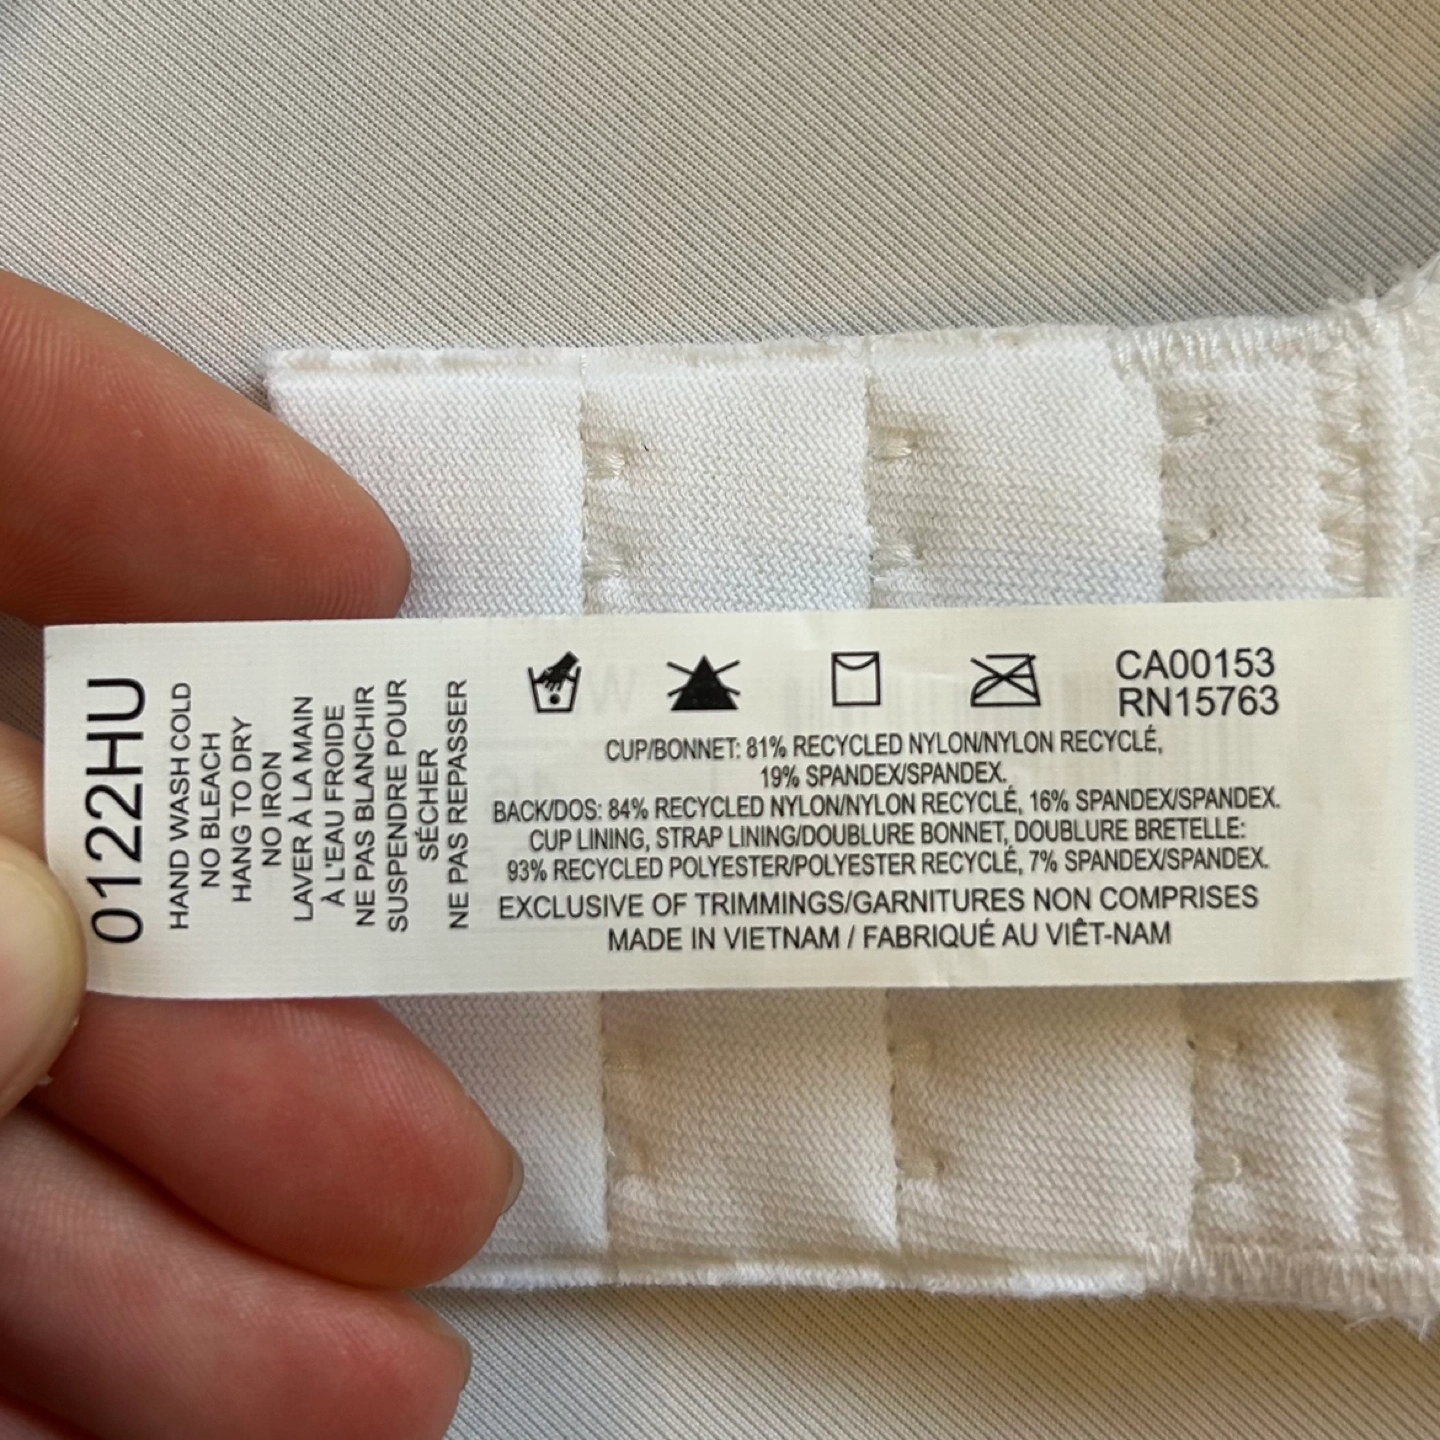 0122HU
HAND WASH COLD
NO BLEACH
HANG TO DRY
NO IRON
LAVER À LA MAIN
À L'EAU FROIDE
NE PAS BLANCHIR
SUSPENDRE POUR
SÉCHER
NE PAS REPASSER
CA00153
RN15763
CUP/BONNET: 81% RECYCLED NYLON/NYLON RECYCLÉ,
19% SPANDEX/SPANDEX.
BACK/DOS: 84% RECYCLED NYLON/NYLON RECYCLÉ, 16% SPANDEX/SPANDEX.
CUP LINING, STRAP LINING/DOUBLURE BONNET, DOUBLURE BRETELLE:
93% RECYCLED POLYESTER/POLYESTER RECYCLÉ, 7% SPANDEX/SPANDEX.
EXCLUSIVE OF TRIMMINGS/GARNITURES NON COMPRISES
MADE IN VIETNAM / FABRIQUÉ AU VIÊT-NAM